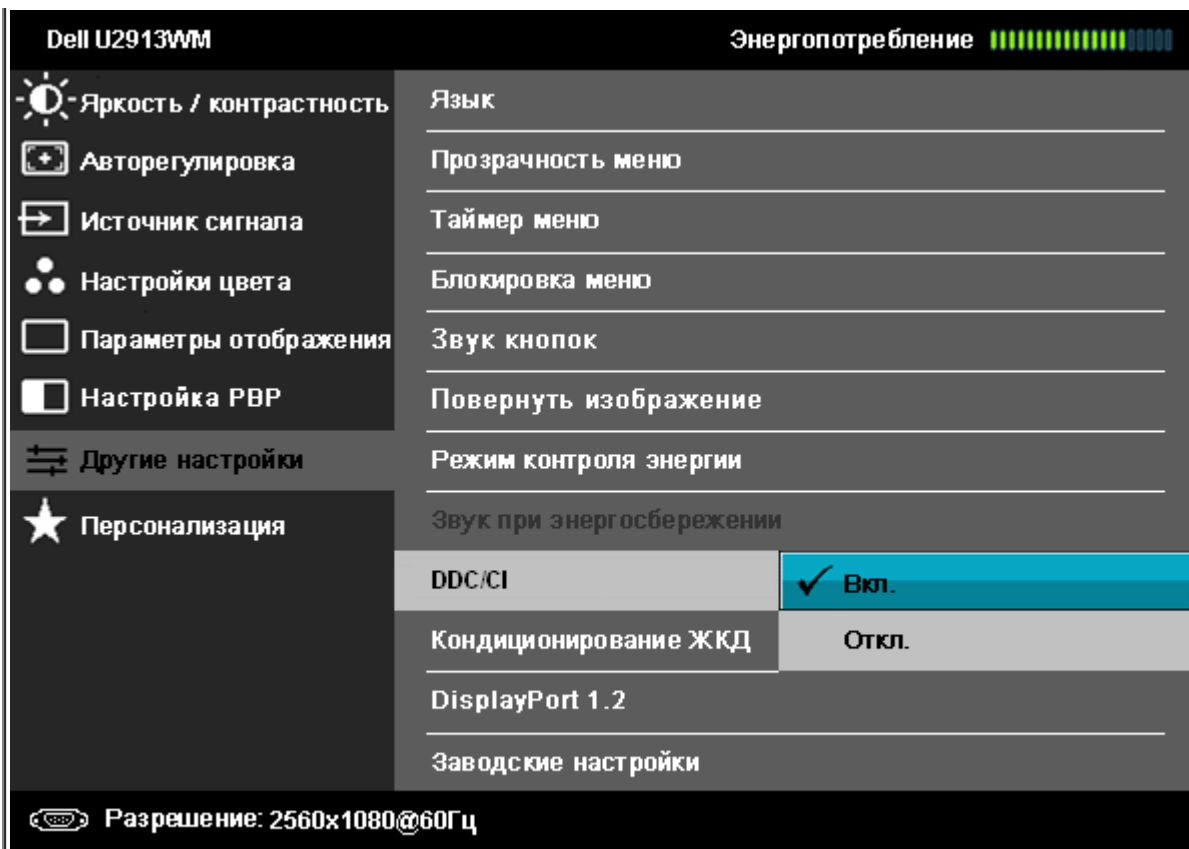 Dell U2913WM
Энергопотребление
Яркость / контрастность
Авторегулировка
Источник сигнала
Настройки цвета
Параметры отображения
Настройка PBP
Другие настройки
Персонализация
Язык
Прозрачность меню
Таймер меню
Блокировка меню
Звук кнопок
Повернуть изображение
Режим контроля энергии
Звук при энергосбережении
DDC/CI
Вкл.
Откл.
Кондиционирование ЖКД
DisplayPort 1.2
Заводские настройки
Разрешение: 2560x1080@60Гц